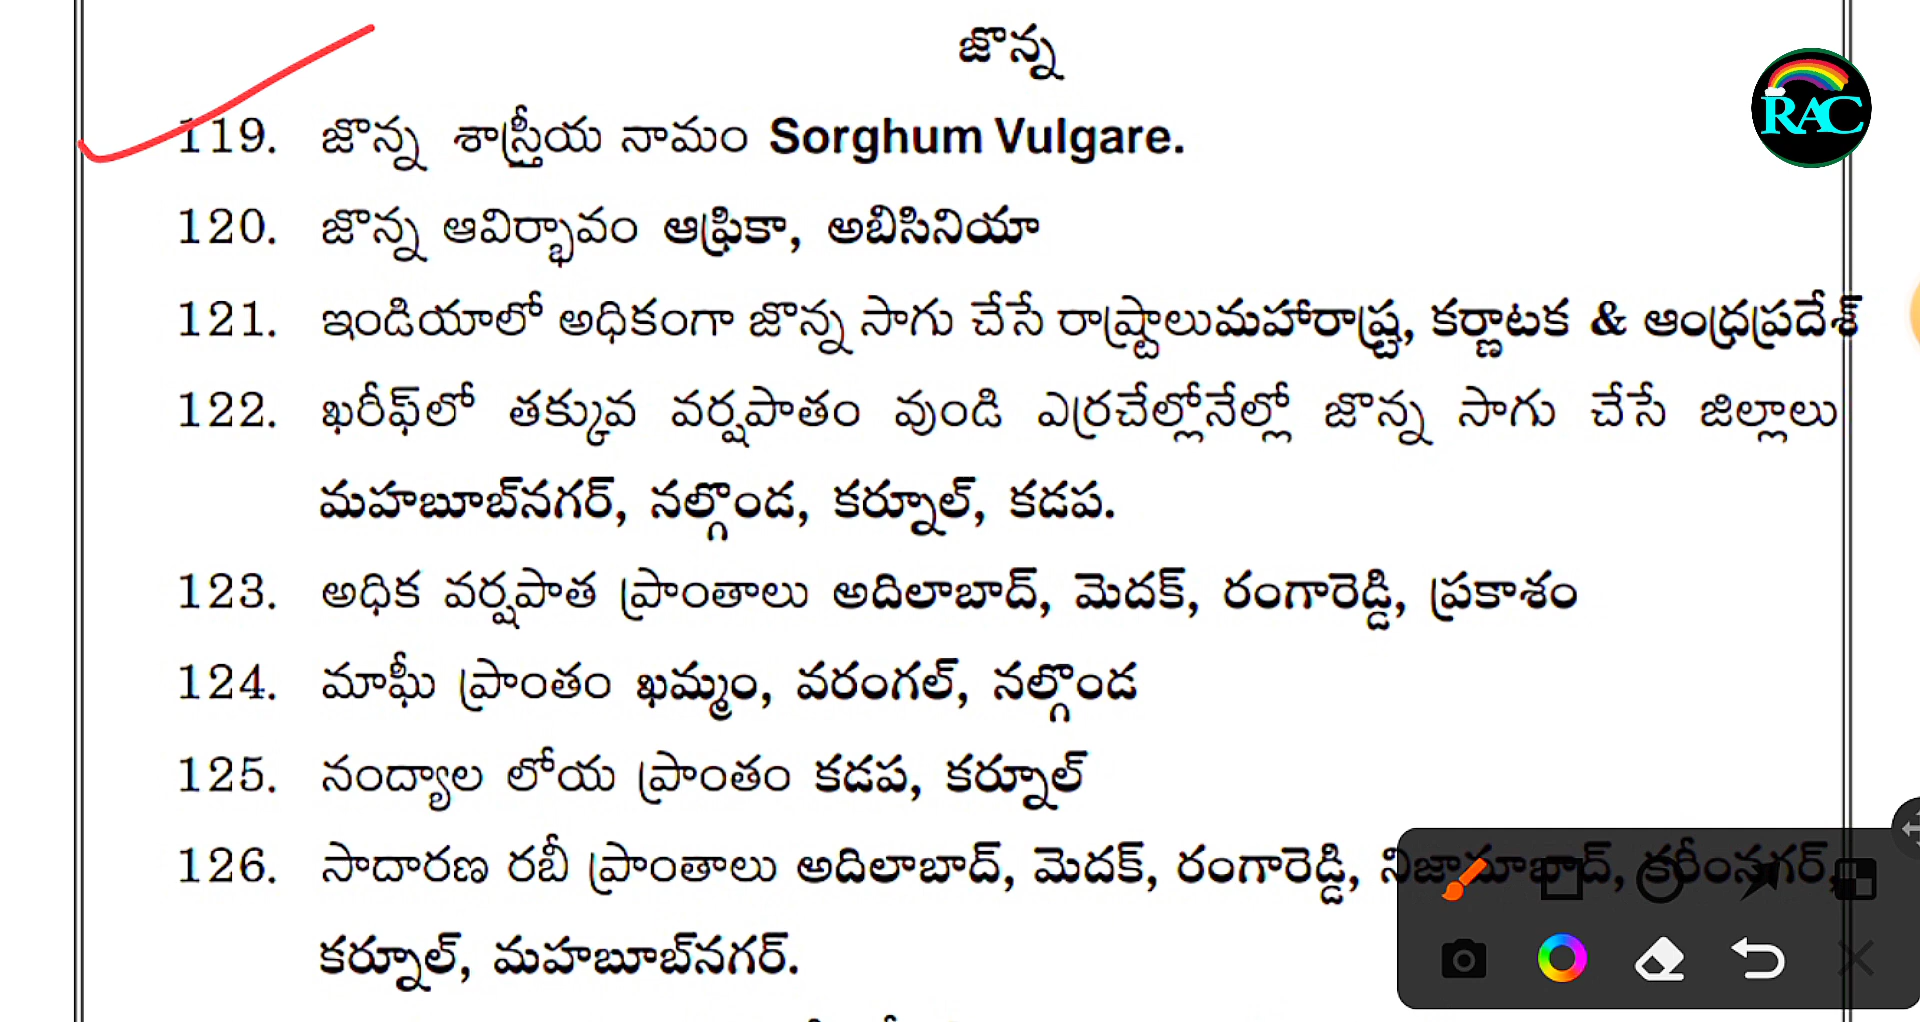 జొన్న
RAC
119. జొన్న శాస్త్రీయ నామం Sorghum Vulgare.
120. జొన్న ఆవిర్భావం ఆఫ్రికా, అబిసినియా
121. ఇండియాలో అధికంగా జొన్న సాగు చేసే రాష్ట్రాలుమహారాష్ట్ర, కర్ణాటక & ఆంధ్రప్రదేశ్
122. ఖరీఫ్‌లో తక్కువ వర్షపాతం వుండి ఎర్రచేల్లోనేల్లో జొన్న సాగు చేసే జిల్లాలు
మహబూబ్‌నగర్, నల్గొండ, కర్నూల్, కడప.
123. అధిక వర్షపాత ప్రాంతాలు అదిలాబాద్, మెదక్, రంగారెడ్డి, ప్రకాశం
124. మాఘీ ప్రాంతం ఖమ్మం, వరంగల్, నల్గొండ
125. నంద్యాల లోయ ప్రాంతం కడప, కర్నూల్
126. సాదారణ రబీ ప్రాంతాలు అదిలాబాద్, మెదక్, రంగారెడ్డి, నిజామాబాద్, కరీంనగర్,
కర్నూల్, మహబూబ్‌నగర్.